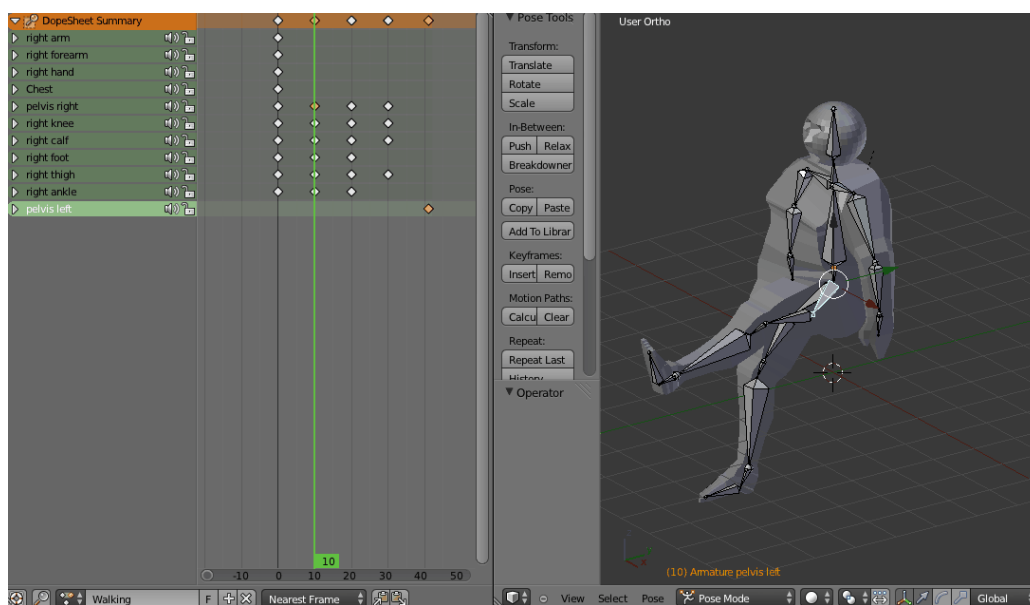 DopeSheet Summary
right arm
right forearm
right hand
Chest
pelvis right
right knee
right calf
right foot
right thigh
right ankle
pelvis left
10
-10 0 10 20 30 40 50
Walking F Nearest Frame
Pose Tools
Transform:
Translate
Rotate
Scale
In-Between:
Push Relax
Breakdowner
Pose:
Copy Paste
Add To Librar
Keyframes:
Insert Remo
Motion Paths:
Calcu Clear
Repeat:
Repeat Last
History
Operator
User Ortho
(10) Armature pelvis left
View Select Pose Pose Mode Global